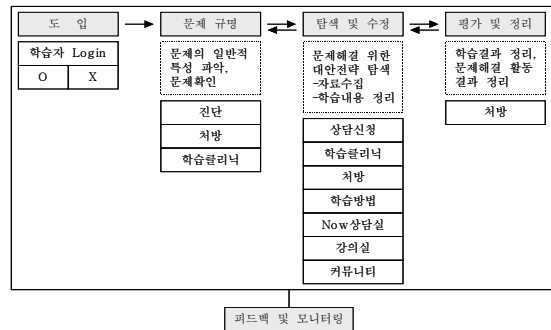 도 입
문제 규명
탐색 및 수정
평가 및 정리
학습자 Login
O X
문제의 일반적
특성 파악,
문제확인
진단
처방
학습클리닉
문제해결 위한
대안전략 탐색
-자료수집
-학습내용 정리
상담신청
학습클리닉
처방
학습방법
Now상담실
강의실
커뮤니티
학습결과 정리,
문제해결 활동
결과 정리
처방
피드백 및 모니터링